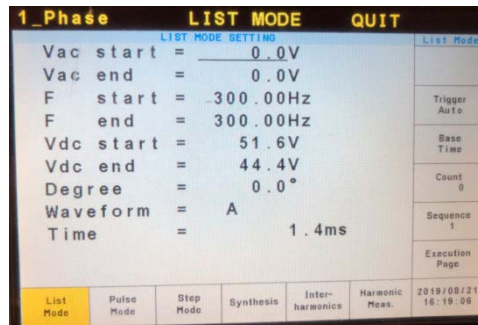 1_Phase LIST MODE QUIT
LIST MODE SETTING
List Mode
Vac start = 0.0V
Vac end = 0.0V
F start = 300.00Hz
F end = 300.00Hz
Vdc start = 51.6V
Vdc end = 44.4V
Degree = 0.0°
Waveform = A
Time = 1.4ms
Trigger
Auto
Base
Time
Count
0
Sequence
1
Execution
Page
List
Mode
Pulse
Mode
Step
Mode
Synthesis
Inter-
harmonics
Harmonic
Meas.
2019/08/21
16:19:06